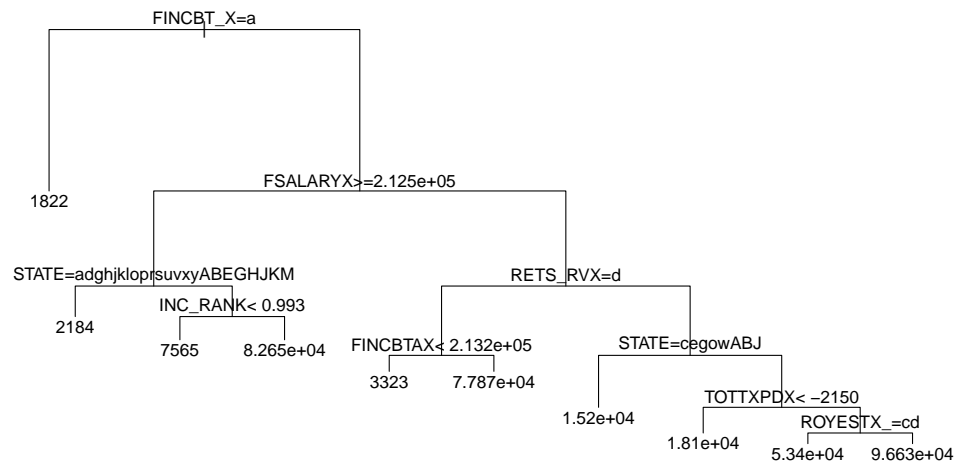 FINCBT_X=a
FSALARYX>=2.125e+05
1822
STATE=adghjkloprsuvxyABEGHJKM
RETS_RVX=d
INC_RANK< 0.993
2184
7565
8.265e+04
FINCBTAX< 2.132e+05
STATE=cegowABJ
3323
7.787e+04
TOTTXPDX< −2150
1.52e+04
ROYESTX_=cd
1.81e+04
5.34e+04
9.663e+04